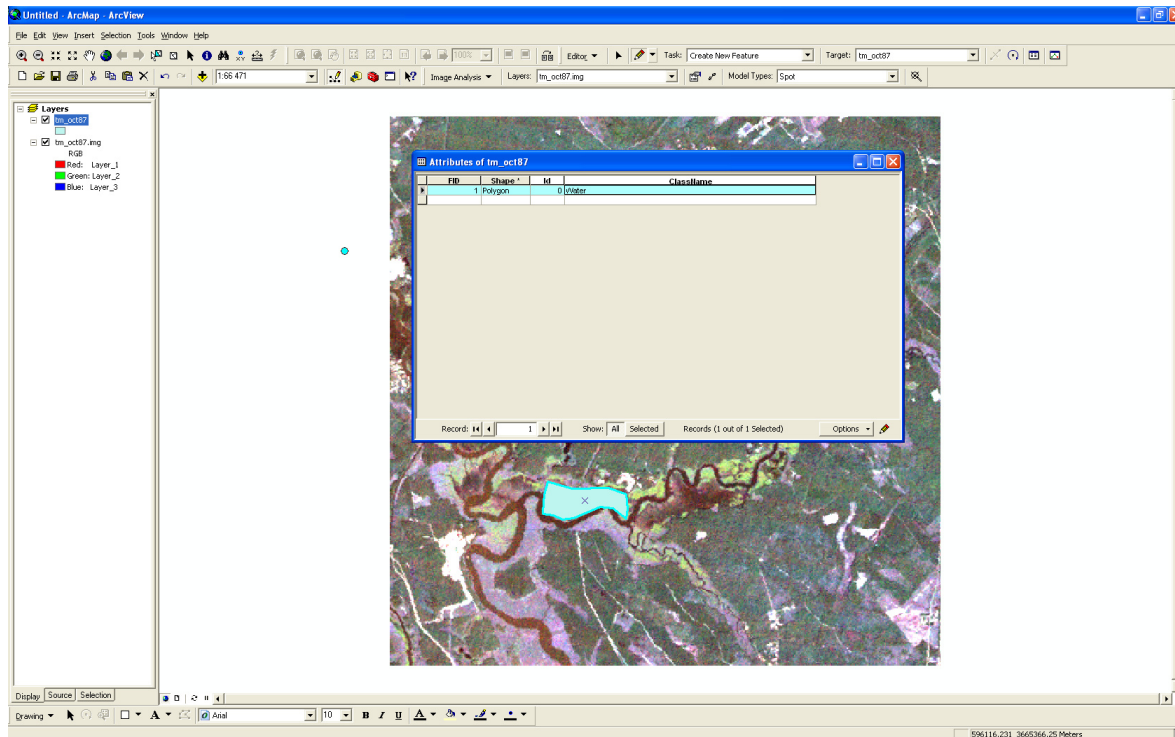 Untitled - ArcMap - ArcView
File Edit View Insert Selection Tools Window Help
100% Editor Task: Create New Feature Target: tm_oct87
1:66 471 Image Analysis Layers: tm_oct87.img Model Types: Spot
Layers
tm_oct87
tm_oct87.img
RGB
Red: Layer_1
Green: Layer_2
Blue: Layer_3
Attributes of tm_oct87
FID Shape * Id ClassName
1 Polygon 0 Water
Record: 1 Show: All Selected Records (1 out of 1 Selected) Options
Display Source Selection
Drawing A Arial 10 B I U A
596116.231 3665366.25 Meters